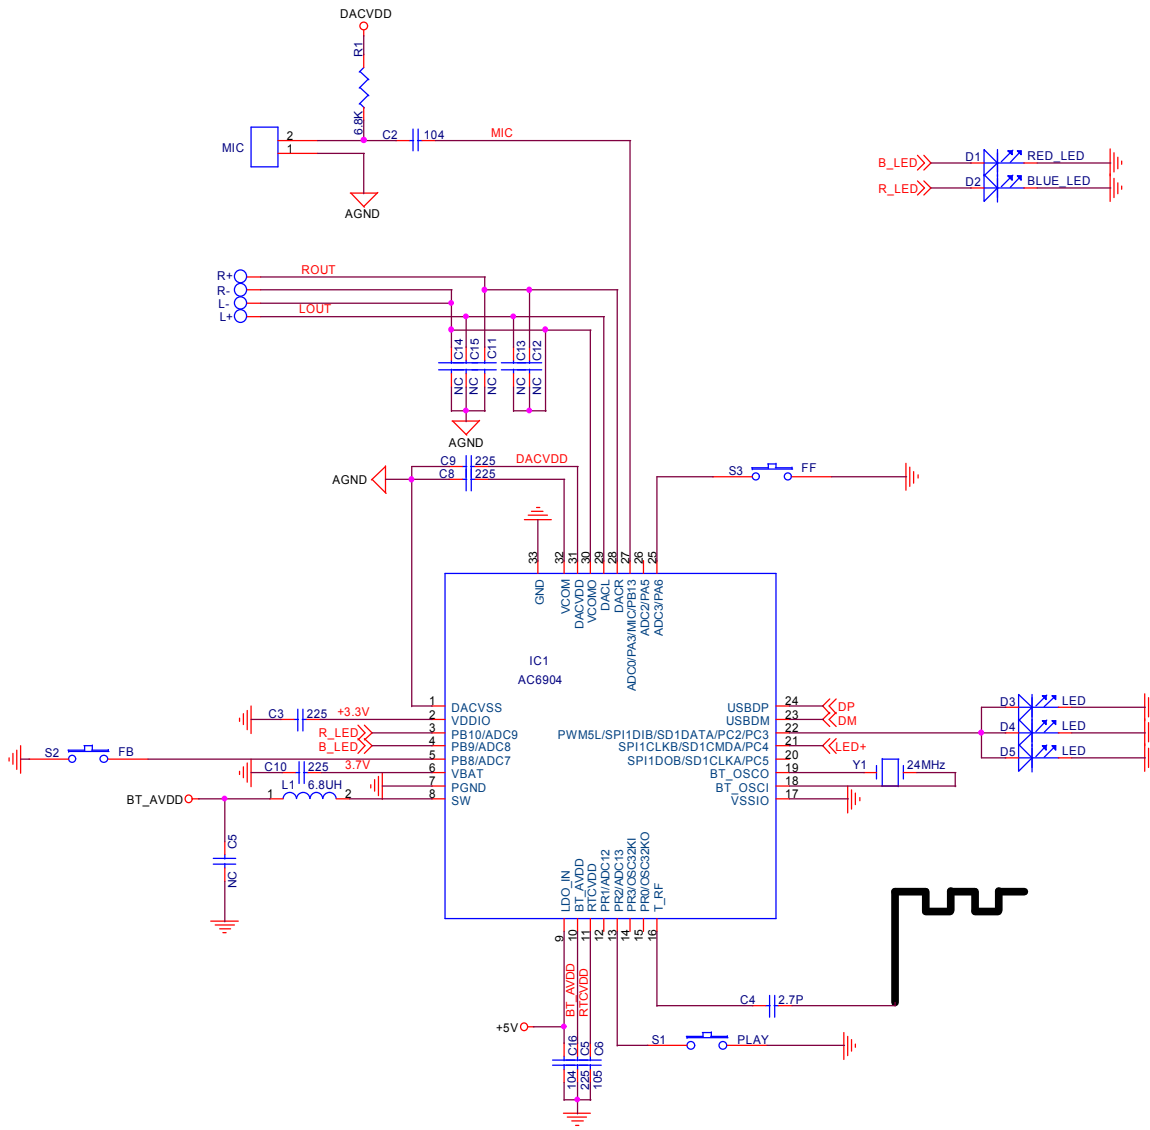 DACVDD
R1
6.8K
MIC
2
1
C2
104
MIC
AGND
B_LED
D1
RED_LED
R_LED
D2
BLUE_LED
R+
R-
L-
L+
ROUT
LOUT
C14
C15
C11
C13
C12
NC
NC
NC
NC
NC
AGND
C9
225
DACVDD
C8
225
AGND
S3
FF
33
32
31
30
29
28
27
26
25
GND
VCOM
DACVDD
VCOMO
DACL
DACR
ADC0/PA3/MIC/PB13
ADC2/PA5
ADC3/PA6
IC1
AC6904
C3
225
+3.3V
R_LED
B_LED
S2
FB
C10
225
3.7V
L1
6.8UH
BT_AVDD
1
2
C5
NC
1
2
3
4
5
6
7
8
DACVSS
VDDIO
PB10/ADC9
PB9/ADC8
PB8/ADC7
VBAT
PGND
SW
USBDP
USBDM
PWM5L/SPI1DIB/SD1DATA/PC2/PC3
SPI1CLKB/SD1CMDA/PC4
SPI1DOB/SD1CLKA/PC5
BT_OSCO
BT_OSCI
VSSIO
24
23
22
21
20
19
18
17
DP
DM
LED+
Y1
24MHz
D3
LED
D4
LED
D5
LED
LDO_IN
BT_AVDD
RTCVDD
PR1/ADC12
PR2/ADC13
PR3/OSC32KI
PR0/OSC32KO
T_RF
9
10
11
12
13
14
15
16
BT_AVDD
RTCVDD
+5V
C16
C5
C6
104
225
105
C4
2.7P
S1
PLAY